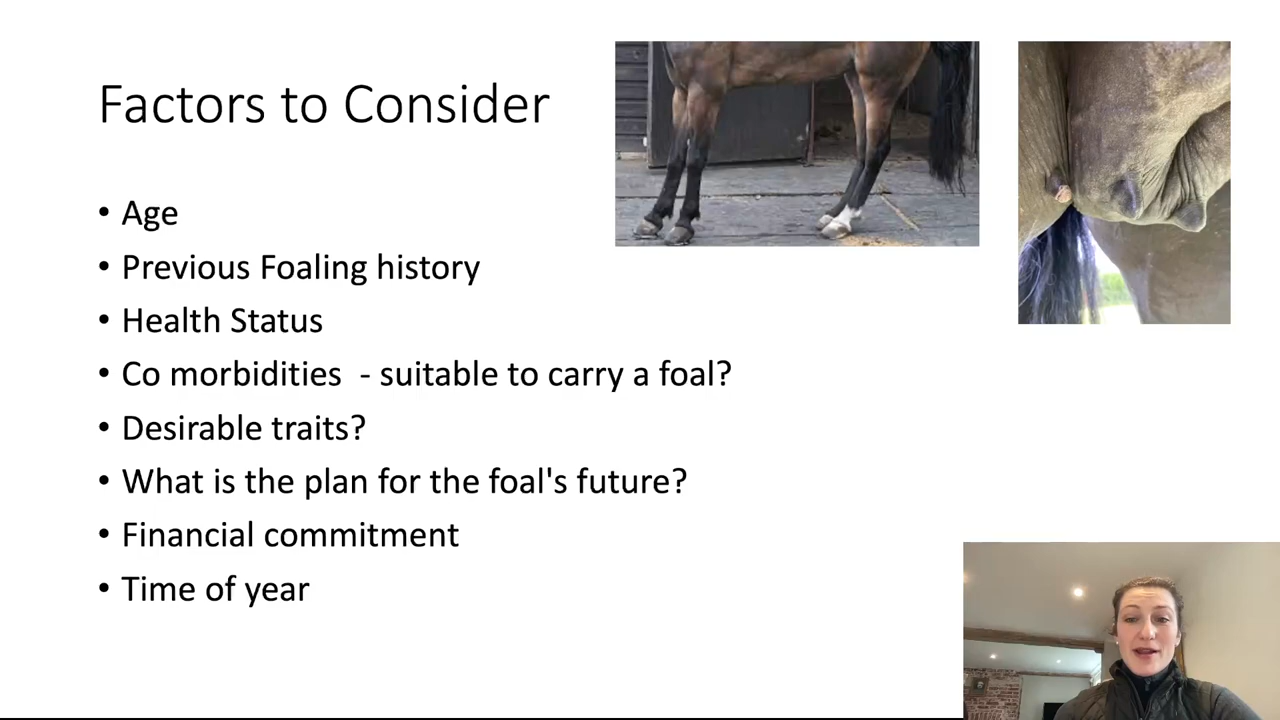 Factors to Consider
• Age
• Previous Foaling history
• Health Status
• Co morbidities  - suitable to carry a foal?
• Desirable traits?
• What is the plan for the foal's future?
• Financial commitment
• Time of year